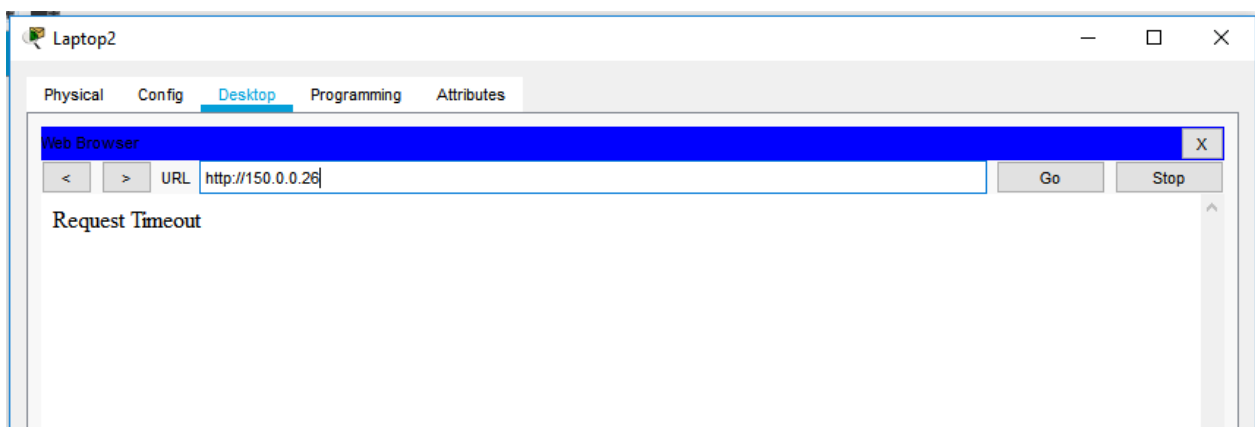 Laptop2
Physical Config Desktop Programming Attributes
Web Browser X
< > URL http://150.0.0.26 Go Stop
Request Timeout